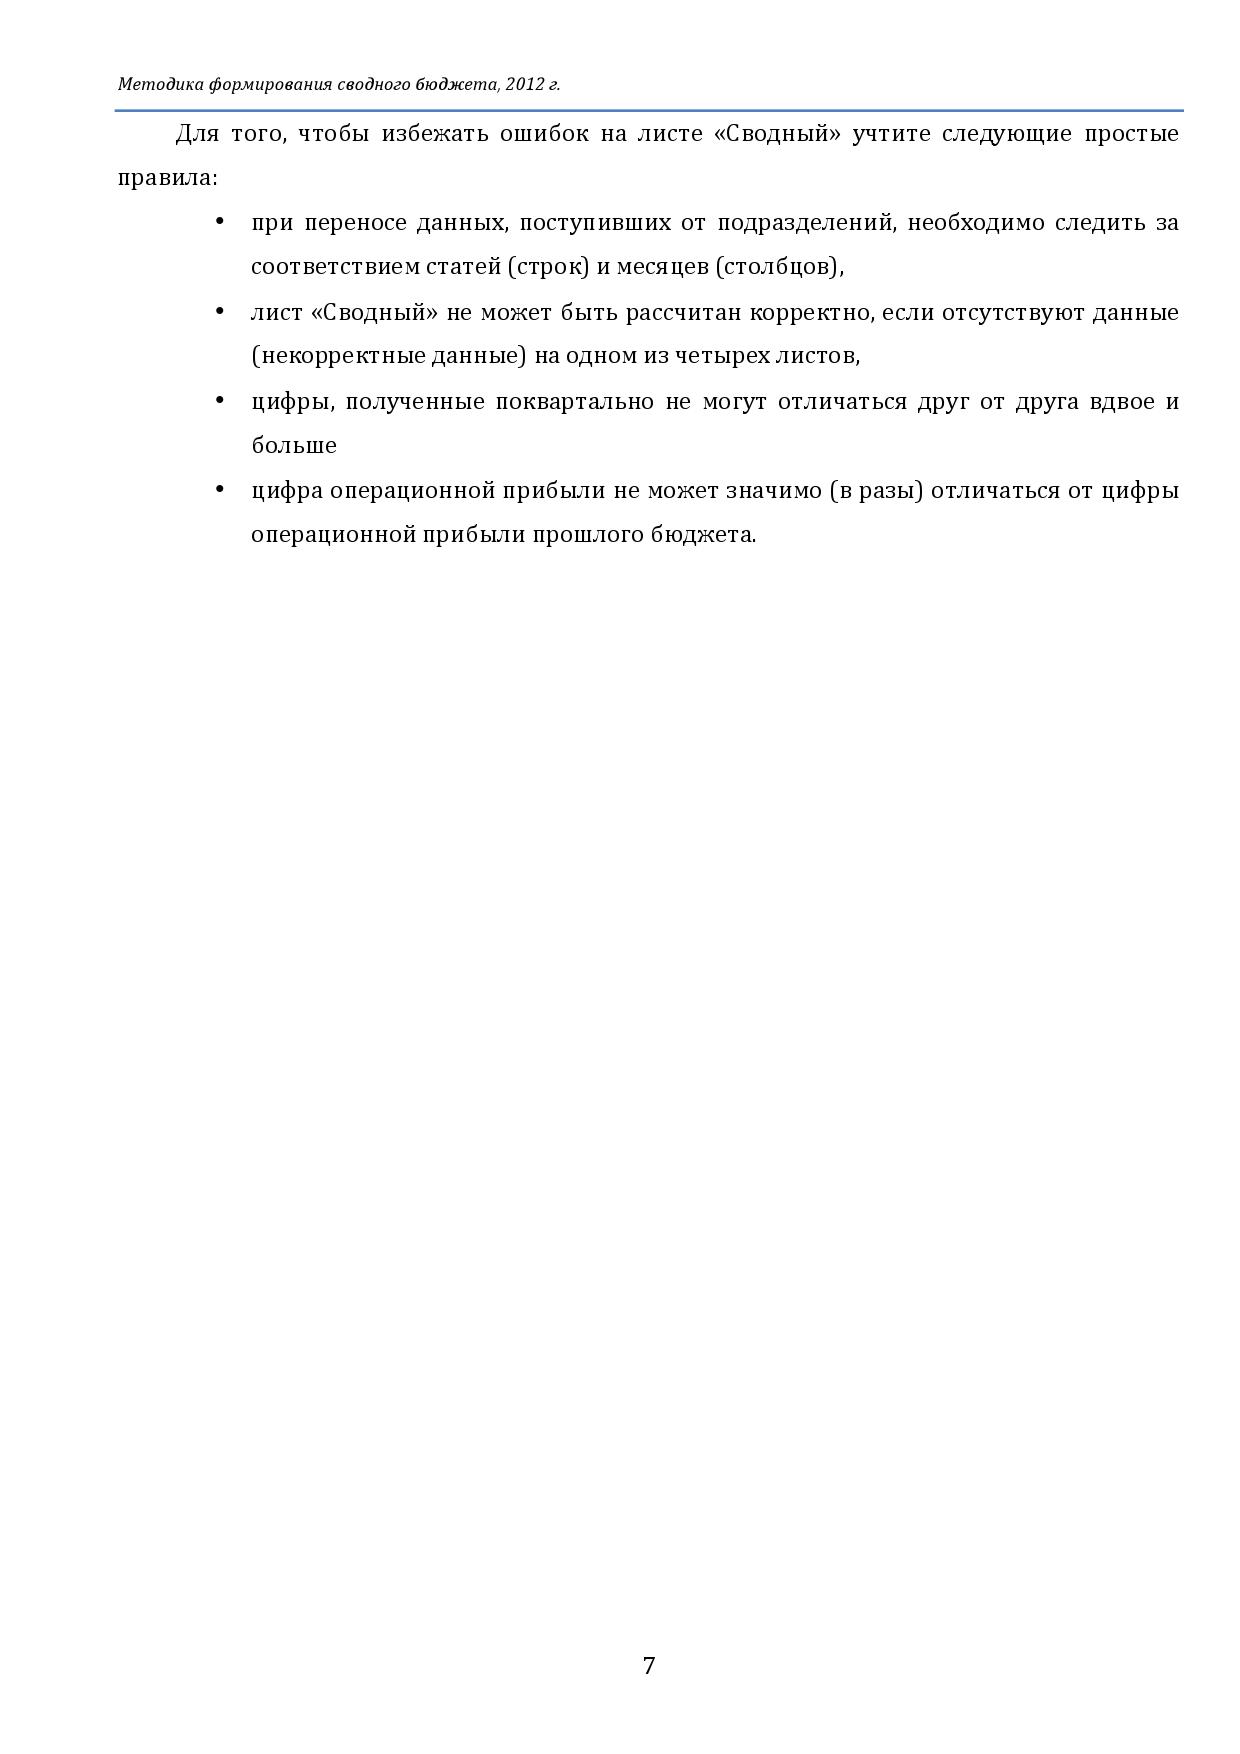 Методика формирования сводного бюджета, 2012 г.
Для того, чтобы избежать ошибок на листе «Сводный» учтите следующие простые
правила:
• при переносе данных, поступивших от подразделений, необходимо следить за
соответствием статей (строк) и месяцев (столбцов),
• лист «Сводный» не может быть рассчитан корректно, если отсутствуют данные
(некорректные данные) на одном из четырех листов,
• цифры, полученные поквартально не могут отличаться друг от друга вдвое и
больше
• цифра операционной прибыли не может значимо (в разы) отличаться от цифры
операционной прибыли прошлого бюджета.
7